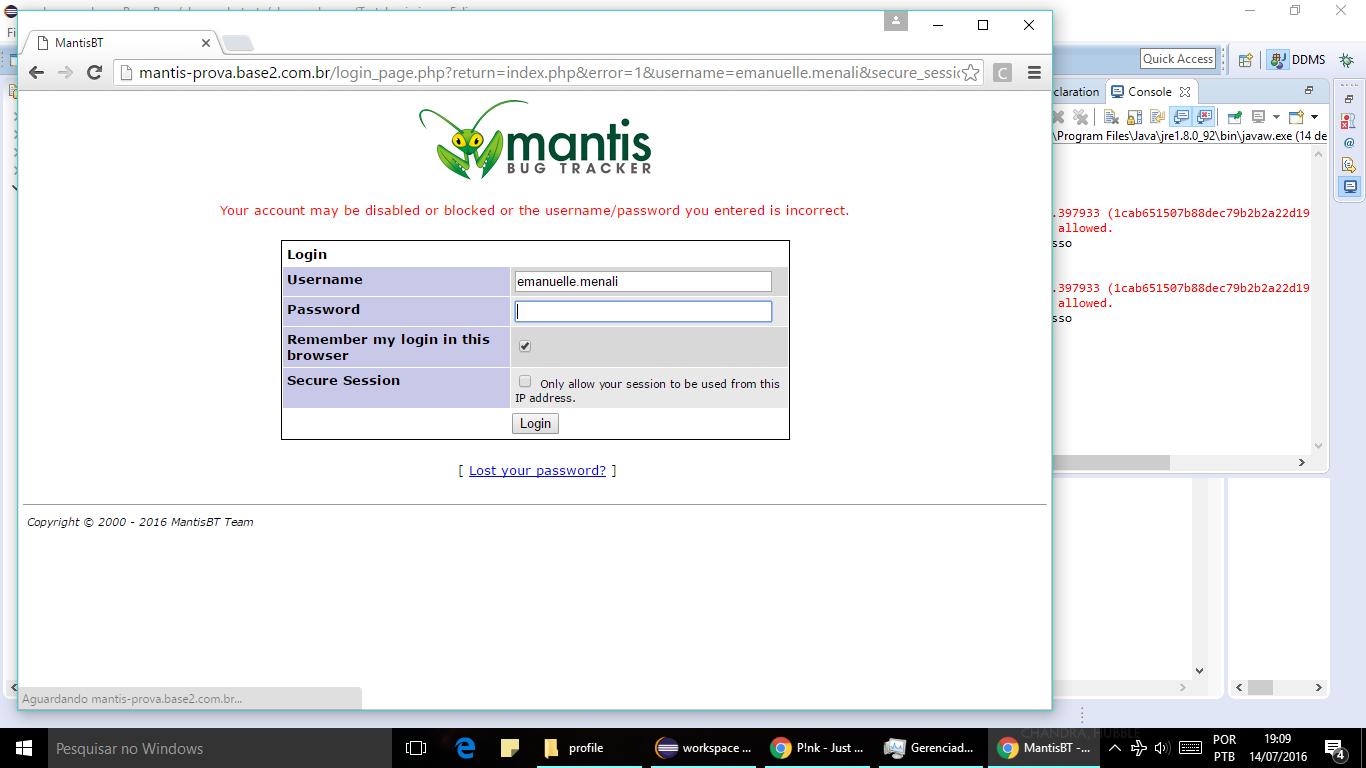 MantisBT
mantis-prova.base2.com.br/login_page.php?return=index.php&error=1&username=emanuelle.menali&secure_sessi
C
mantis
BUG TRACKER
Your account may be disabled or blocked or the username/password you entered is incorrect.
Login
Username
emanuelle.menali
Password
Remember my login in this
browser
Secure Session
Only allow your session to be used from this
IP address.
Login
[ Lost your password? ]
Copyright © 2000 - 2016 MantisBT Team
Aguardando mantis-prova.base2.com.br...
Fi
Quick Access
DDMS
claration
Console
\Program Files\Java\jre1.8.0_92\bin\javaw.exe (14 de
.397933 (1cab651507b88dec79b2b2a22d19
allowed.
sso
.397933 (1cab651507b88dec79b2b2a22d19
allowed.
sso
Pesquisar no Windows
profile
workspace ...
P!nk - Just ...
Gerenciad...
MantisBT -...
CHANDRA, HUBBLE
POR
PTB
19:09
14/07/2016
4